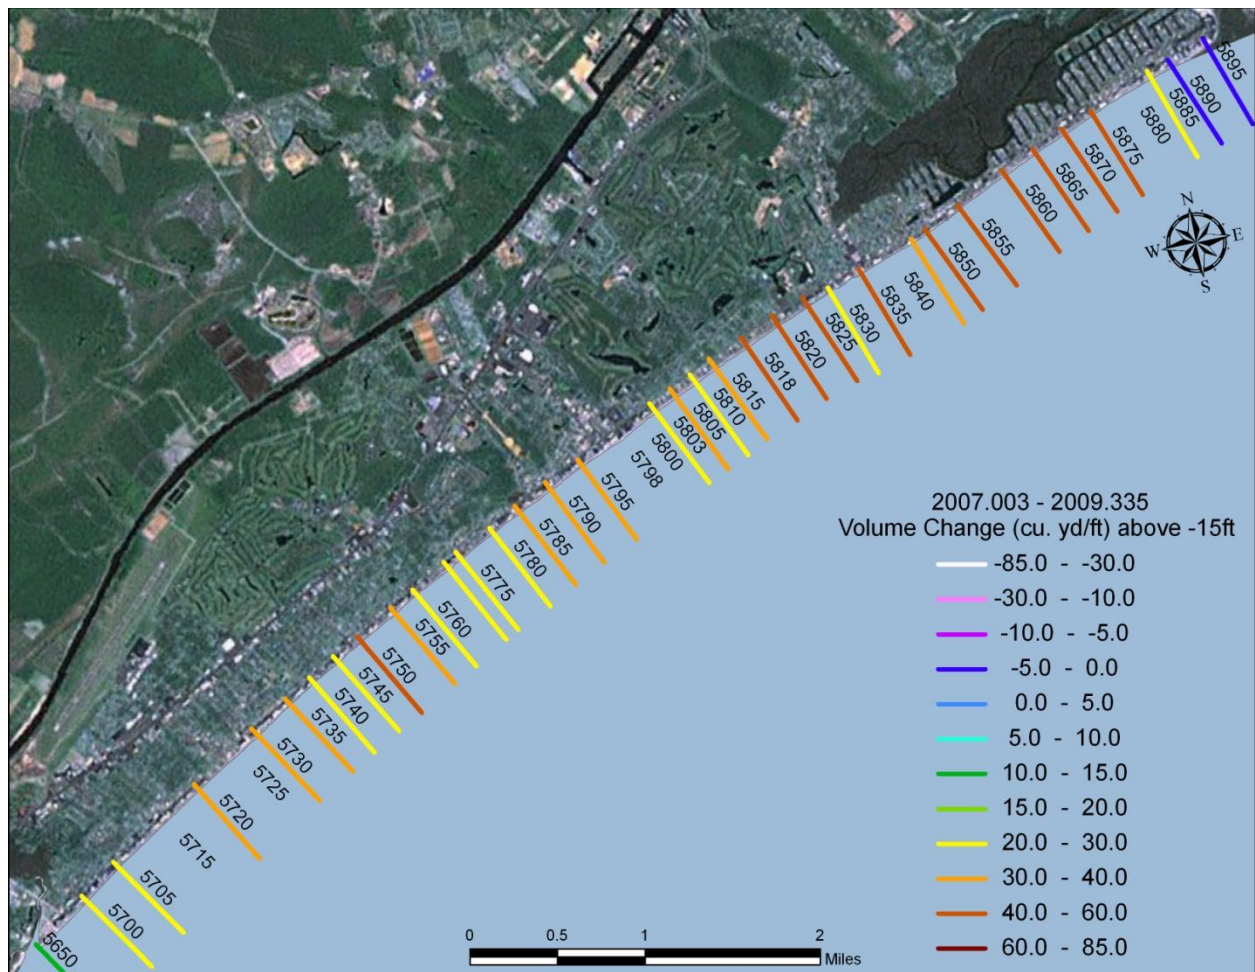 5895
5890
5885
5880
5875
5870
5865
5860
5855
5850
5840
5835
5830
5825
5820
5818
5815
5810
5805
5803
5800
5798
5795
5790
5785
5780
5775
5760
5755
5750
5745
5740
5735
5730
5725
5720
5715
5705
5700
5650
N
W E
S
2007.003 - 2009.335
Volume Change (cu. yd/ft) above -15ft
-85.0 - -30.0
-30.0 - -10.0
-10.0 - -5.0
-5.0 - 0.0
0.0 - 5.0
5.0 - 10.0
10.0 - 15.0
15.0 - 20.0
20.0 - 30.0
30.0 - 40.0
40.0 - 60.0
60.0 - 85.0
0 0.5 1 2
Miles